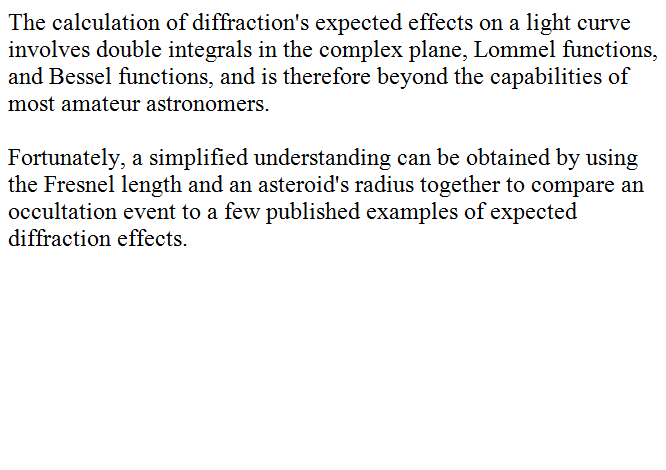 The calculation of diffraction's expected effects on a light curve
involves double integrals in the complex plane, Lommel functions,
and Bessel functions, and is therefore beyond the capabilities of
most amateur astronomers.
Fortunately, a simplified understanding can be obtained by using
the Fresnel length and an asteroid's radius together to compare an
occultation event to a few published examples of expected
diffraction effects.